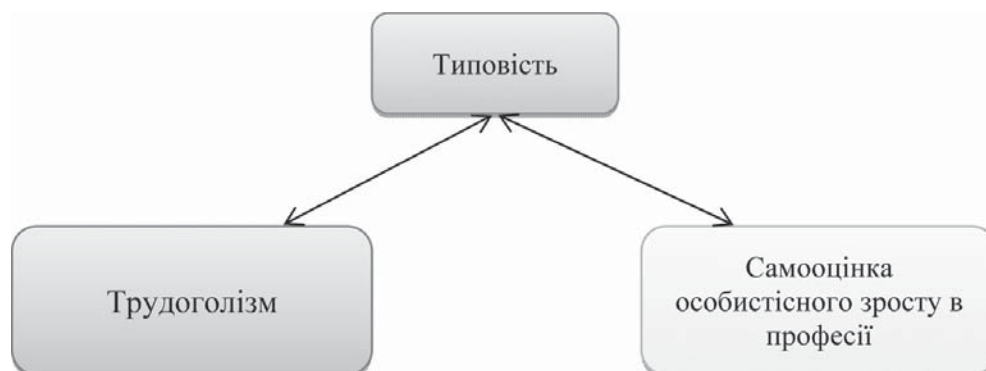 Типовість
Трудоголізм
Самооцінка
особистісного зросту в
професії